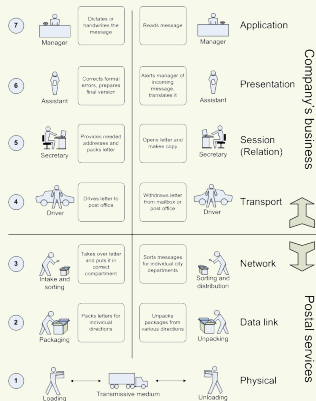 7
Manager
Dictates or
handwrites the
message
Reads message
Manager
Application
6
Assistant
Corrects formal
errors, prepares
final version
Alerts manager of
incoming
message,
translates it
Assistant
Presentation
5
Secretary
Provides needed
addresses and
packs letter
Opens letter and
makes copy
Secretary
Session
(Relation)
4
Driver
Drives letter to
post office
Withdraws letter
from mailbox or
post office
Driver
Transport
Company's business
3
Intake and
sorting
Takes over letter
and puts it in
correct
compartment
Sorts messages
for individual city
departments
Sorting and
distribution
Network
2
Packaging
Packs letters for
individual
directions
Unpacks
packages from
various directions
Unpacking
Data link
1
Loading
Transmissive medium
Unloading
Physical
Postal services